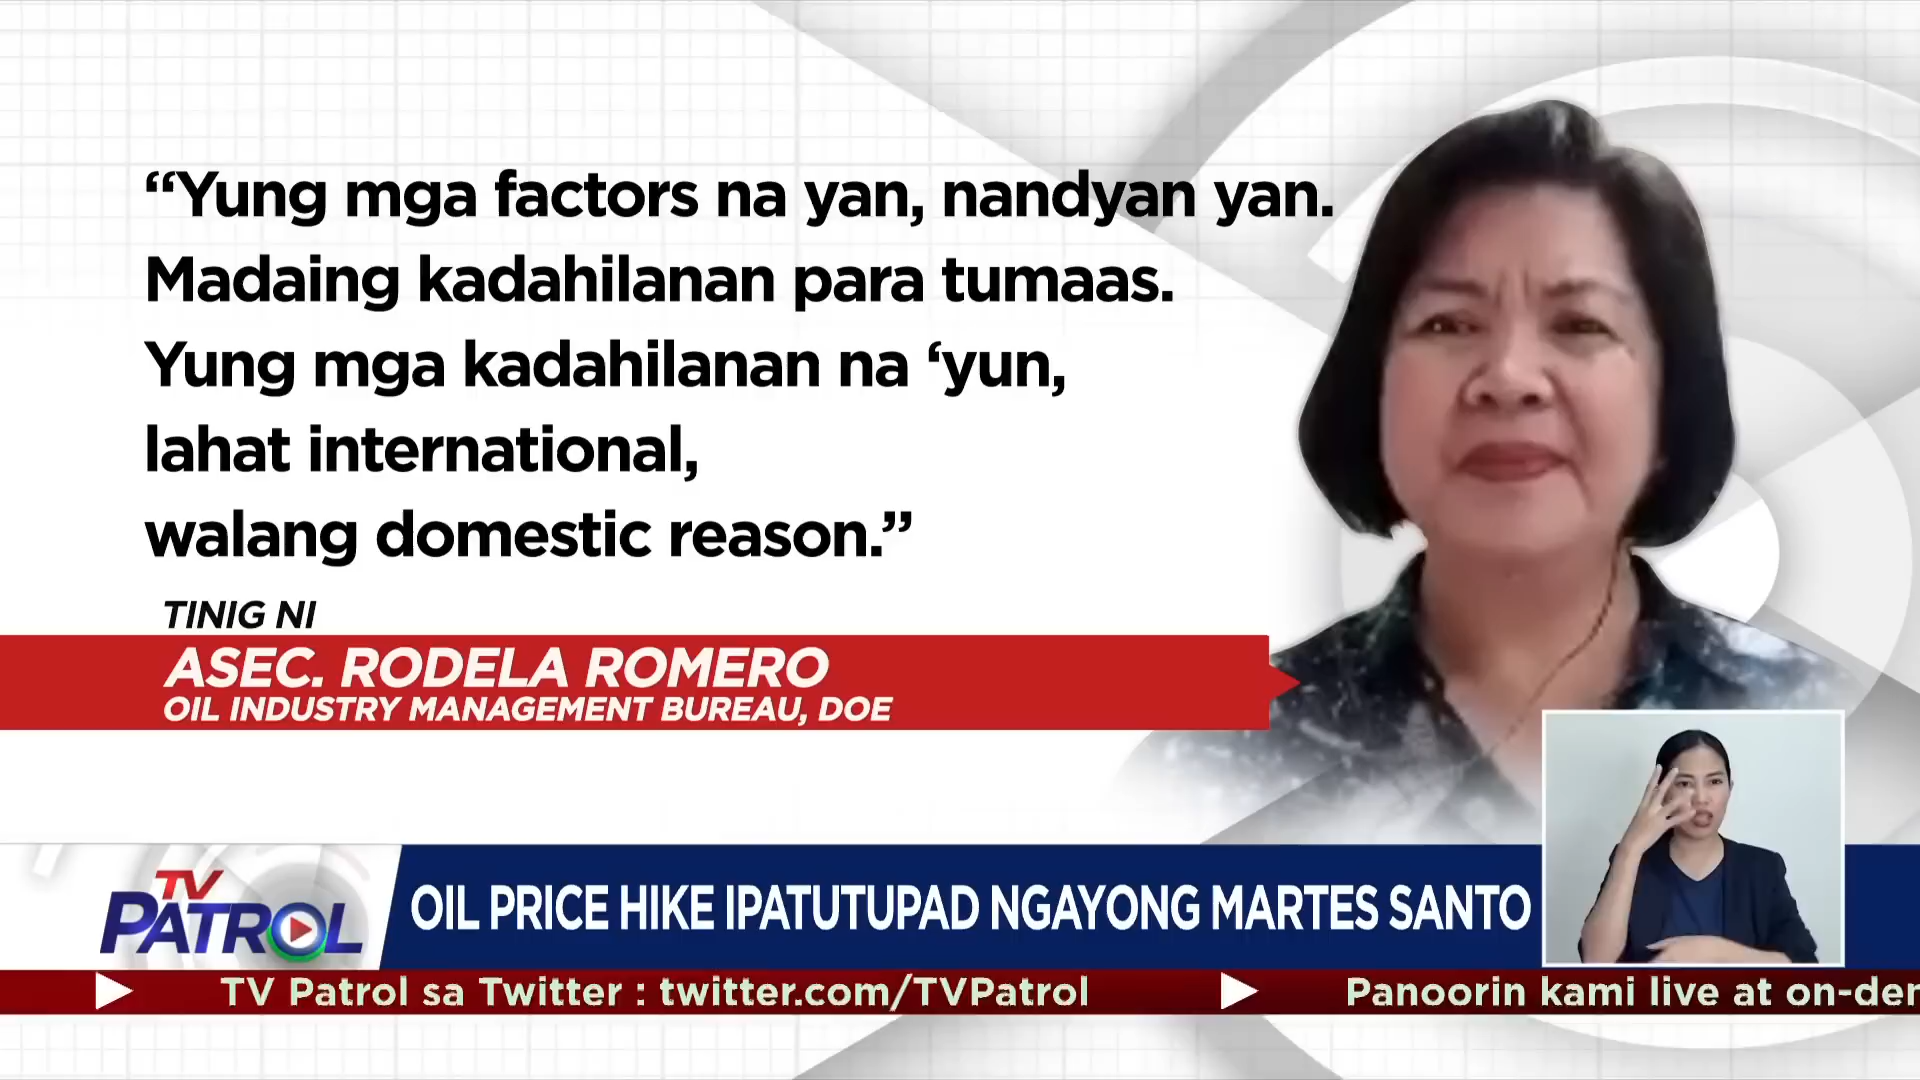 “Yung mga factors na yan, nandyan yan.
Madaing kadahilanan para tumaas.
Yung mga kadahilanan na ‘yun,
lahat international,
walang domestic reason.”
TINIG NI
ASEC. RODELA ROMERO
OIL INDUSTRY MANAGEMENT BUREAU, DOE
TV
PATROL
OIL PRICE HIKE IPATUTUPAD NGAYONG MARTES SANTO
TV Patrol sa Twitter : twitter.com/TVPatrol
Panoorin kami live at on-der